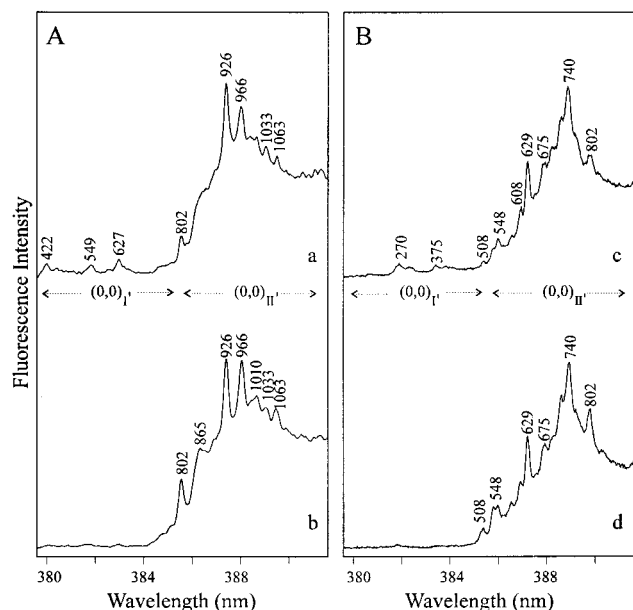 A
926
966
1033
1063
802
422
549
627
a
(0,0)I'
(0,0)II'
926
966
1010
1033
1063
865
802
b
380
384
388
Wavelength (nm)
B
740
802
675
629
608
548
508
375
270
c
(0,0)I'
(0,0)II'
740
802
675
629
548
508
d
380
384
388
Wavelength (nm)
Fluorescence Intensity